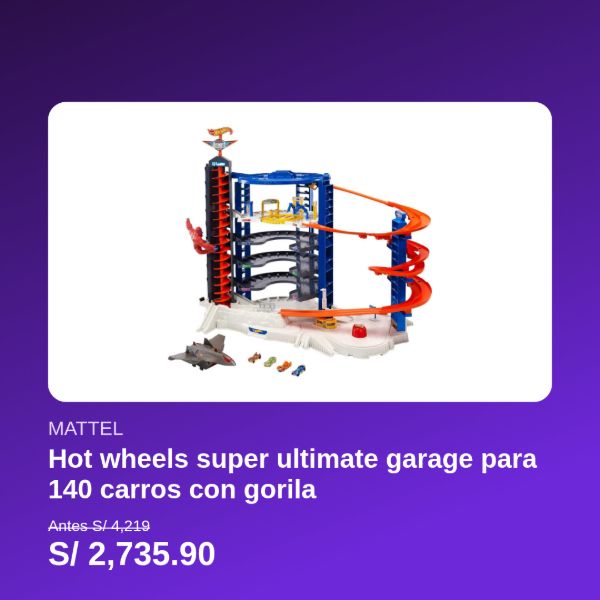 MATTEL
Hot wheels super ultimate garage para
140 carros con gorila
Antes S/ 4,219
S/ 2,735.90